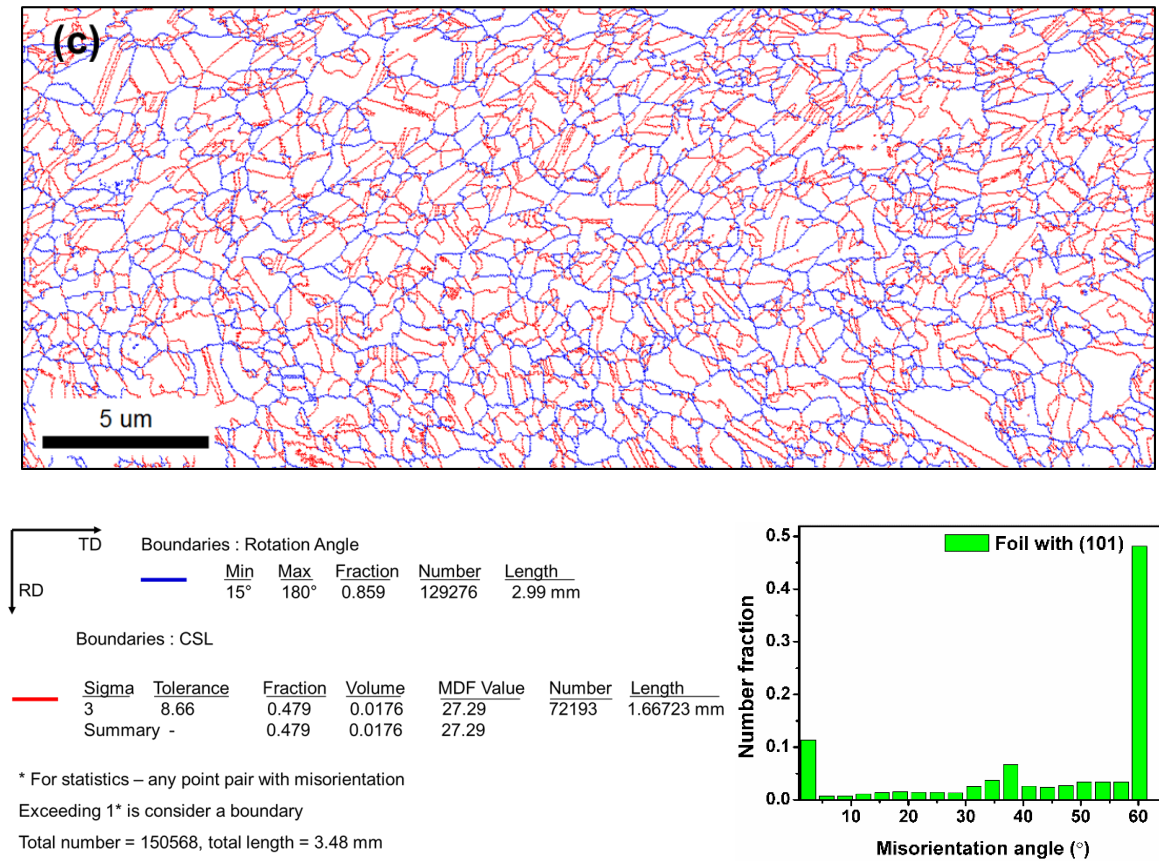 (c)
5 um
TD
RD
Boundaries : Rotation Angle
Min Max Fraction Number Length
15° 180° 0.859 129276 2.99 mm
Boundaries : CSL
Sigma Tolerance Fraction Volume MDF Value Number Length
3 8.66 0.479 0.0176 27.29 72193 1.66723 mm
Summary - 0.479 0.0176 27.29
* For statistics – any point pair with misorientation
Exceeding 1* is consider a boundary
Total number = 150568, total length = 3.48 mm
Foil with (101)
Number fraction
0.5
0.4
0.3
0.2
0.1
0.0
10 20 30 40 50 60
Misorientation angle (°)